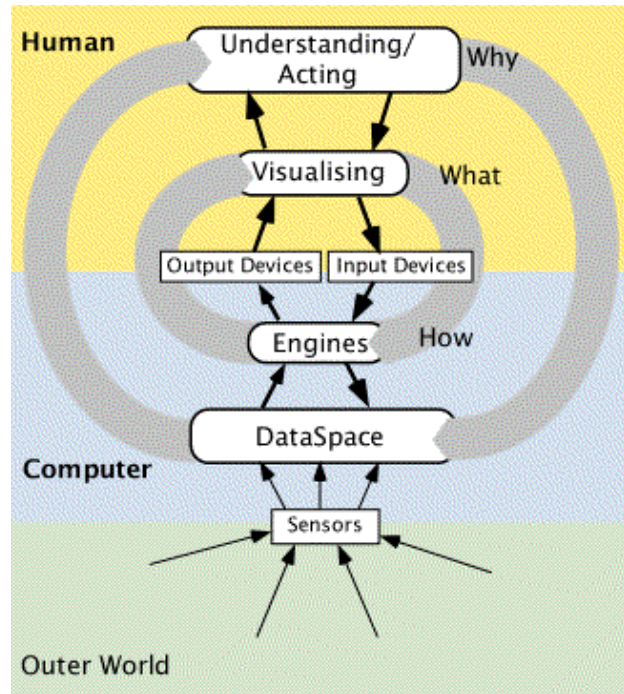 Human
Understanding/
Acting
Why
Visualising
What
Output Devices
Input Devices
Engines
How
DataSpace
Computer
Sensors
Outer World